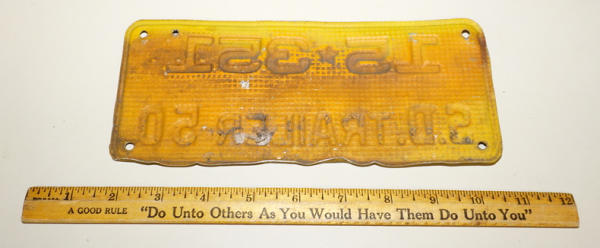 15★351
S.D. TRAILER 50
1 2 3 4 5 6 7 8 9 10 11 12
A GOOD RULE "Do Unto Others As You Would Have Them Do Unto You"